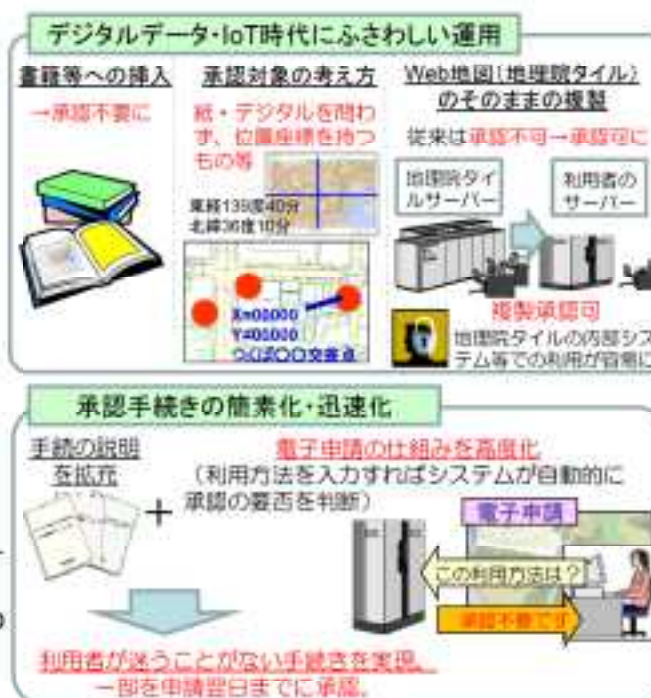 デジタルデータ・IoT時代にふさわしい運用
書籍等への挿入
→承認不要に
承認対象の考え方
紙・デジタルを問わ
ず、位置座標を持つ
もの等
東経139度40分
北緯36度10分
X=00000
Y=00000
つくば〇〇交差点
Web地図（地理院タイル）
のそのままの複製
従来は承認不可→承認可に
地理院タイ
ルサーバー
利用者の
サーバー
複製承認可
地理院タイルの内部シス
テム等での利用が容易に
承認手続きの簡素化・迅速化
手続の説明
を拡充
+
電子申請の仕組みを高度化
（利用方法を入力すればシステムが自動的に
承認の要否を判断）
電子申請
この利用方法は？
承認不要です
利用者が迷うことがない手続きを実現。
一部を申請翌日までに承認。